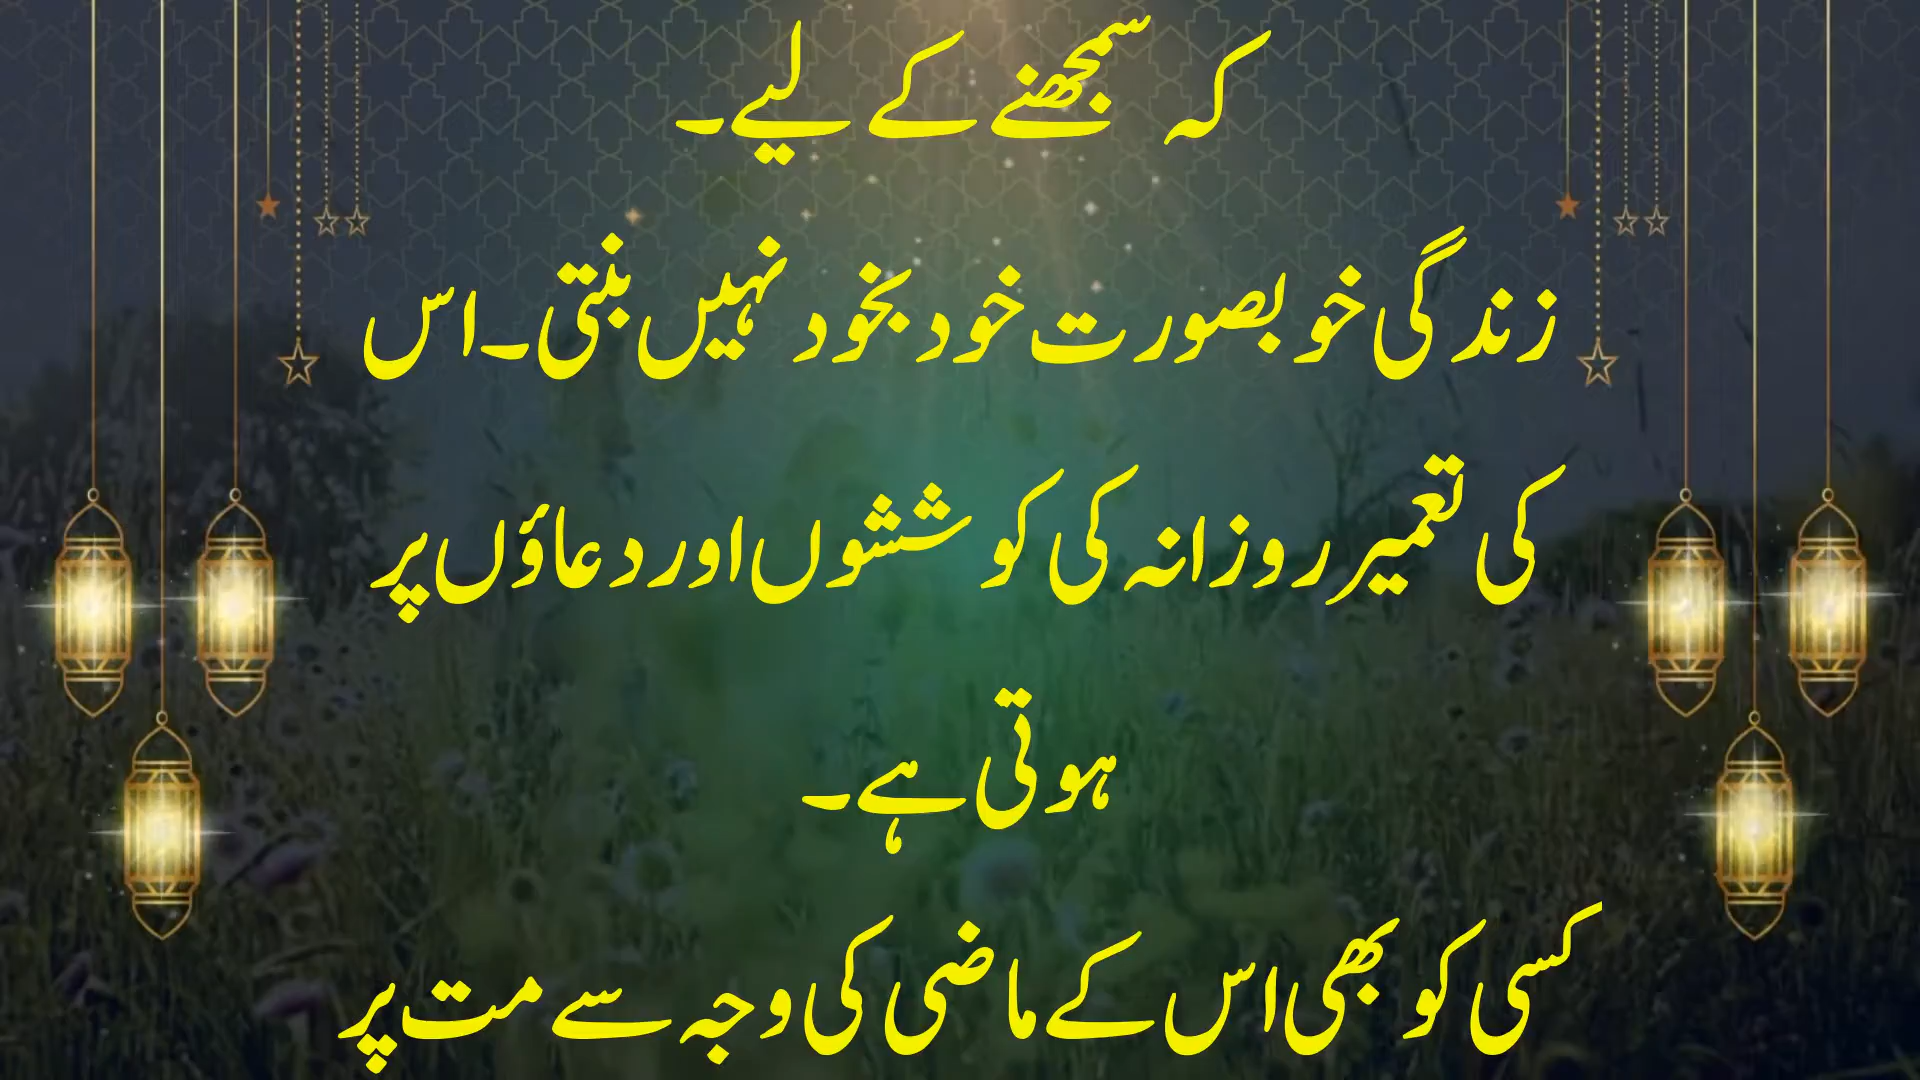 کہ سمجھنے کے لیے۔
زندگی خوبصورت خود بخود نہیں بنتی۔ اس
کی تعمیر روزانہ کی کوششوں اور دعاؤں پر
ہوتی ہے۔
کسی کو بھی اس کے ماضی کی وجہ سے مت پر